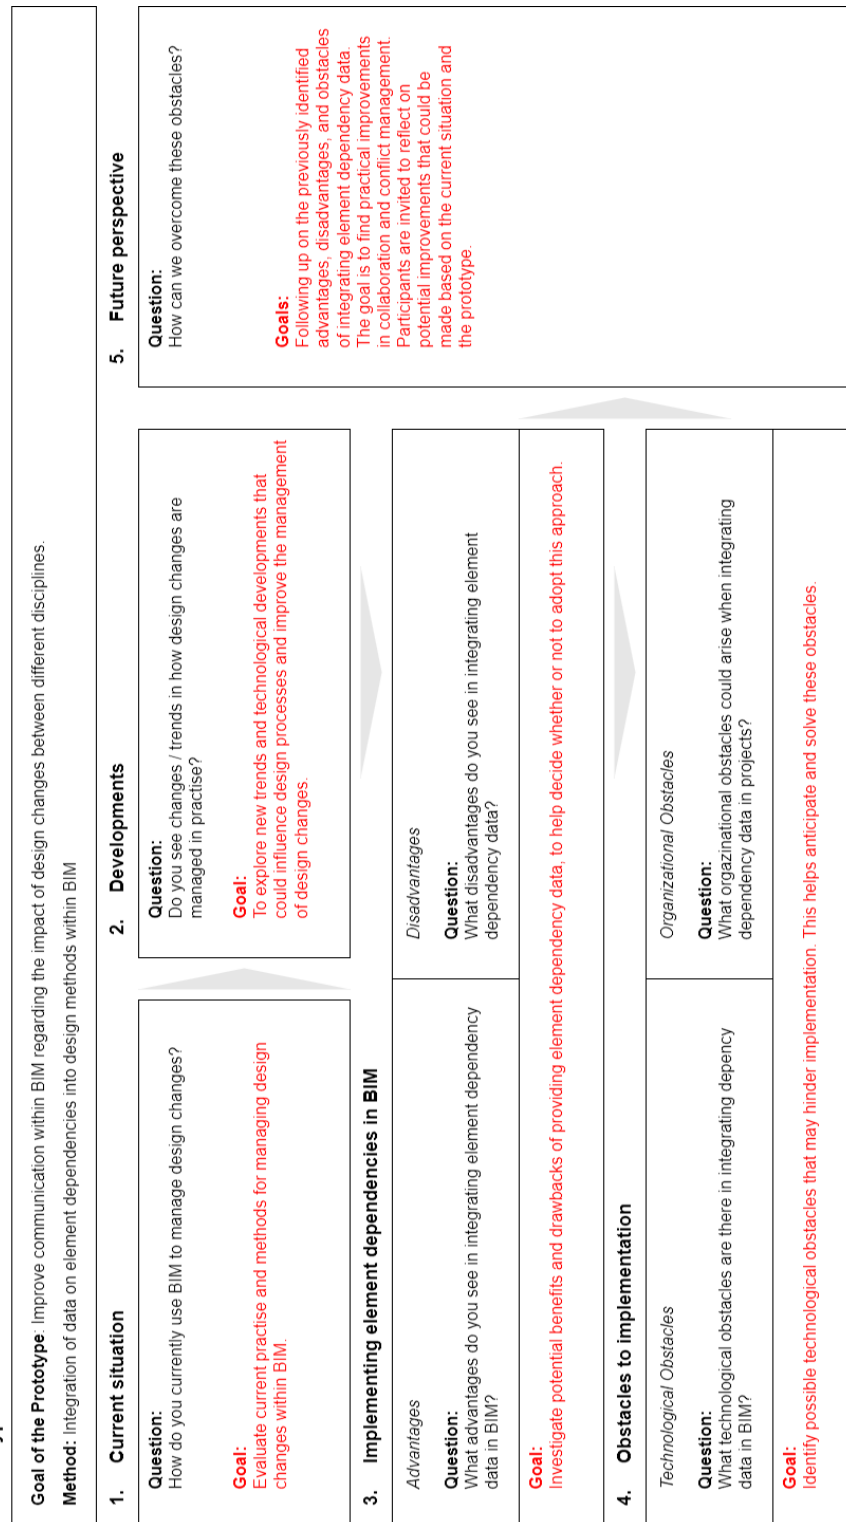 Goal of the Prototype: Improve communication within BIM regarding the impact of design changes between different disciplines.
Method: Integration of data on element dependencies into design methods within BIM
1. Current situation
Question:
How do you currently use BIM to manage design changes?
Goal:
Evaluate current practise and methods for managing design
changes within BIM.
2. Developments
Question:
Do you see changes / trends in how design changes are
managed in practise?
Goal:
To explore new trends and technological developments that
could influence design processes and improve the management
of design changes.
3. Implementing element dependencies in BIM
Advantages
Question:
What advantages do you see in integrating element dependency
data in BIM?
Disadvantages
Question:
What disadvantages do you see in integrating element
dependency data?
Goal:
Investigate potential benefits and drawbacks of providing element dependency data, to help decide whether or not to adopt this approach.
4. Obstacles to implementation
Technological Obstacles
Question:
What technological obstacles are there in integrating depency
data in BIM?
Organizational Obstacles
Question:
What orgazinational obstacles could arise when integrating
dependency data in projects?
Goal:
Identify possible technological obstacles that may hinder implementation. This helps anticipate and solve these obstacles.
5. Future perspective
Question:
How can we overcome these obstacles?
Goals:
Following up on the previously identified
advantages, disadvantages, and obstacles
of integrating element dependency data.
The goal is to find practical improvements
in collaboration and conflict management.
Participants are invited to reflect on
potential improvements that could be
made based on the current situation and
the prototype.